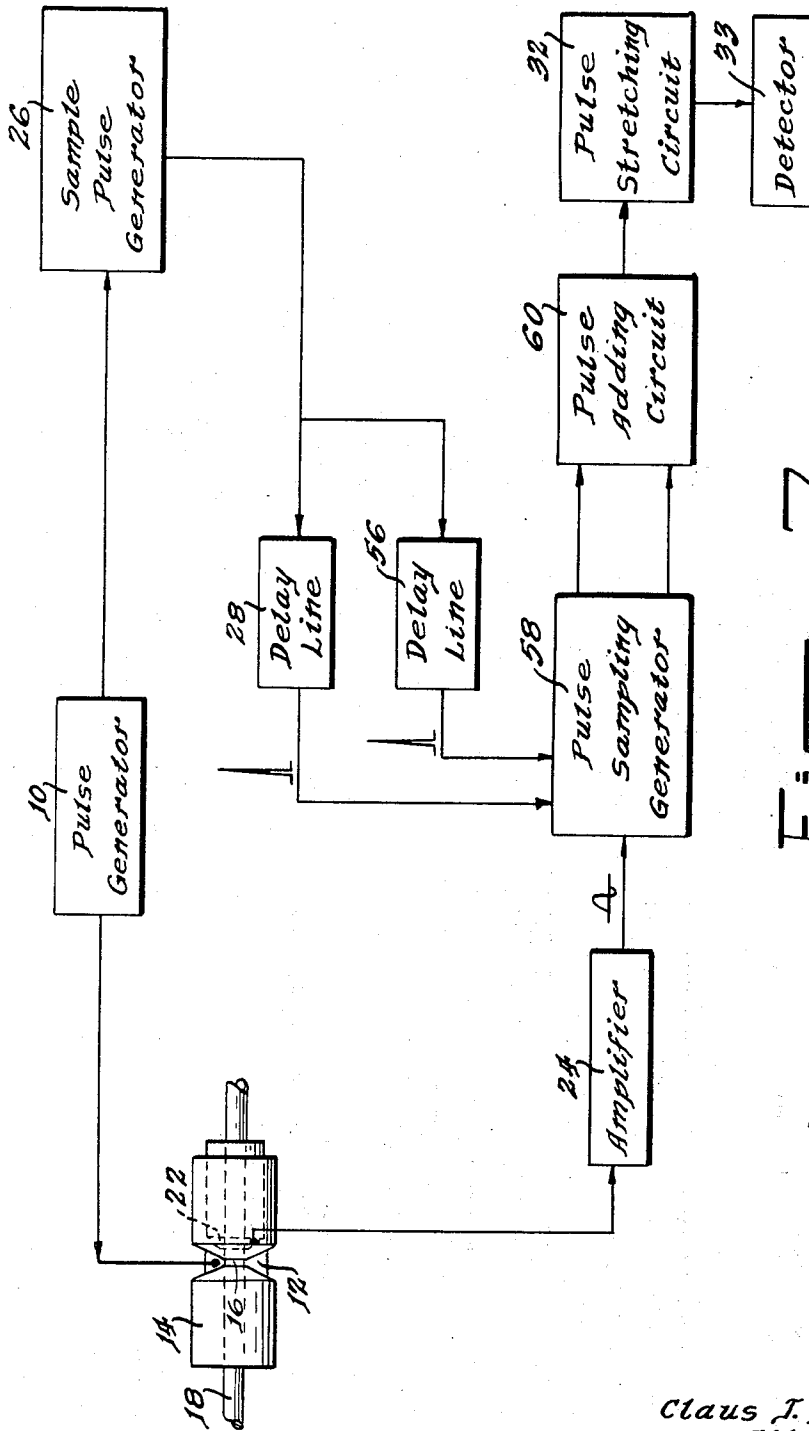 10
Pulse
Generator
26
Sample
Pulse
Generator
14
18
16
12
22
28
Delay
Line
56
Delay
Line
24
Amplifier
58
Pulse
Sampling
Generator
60
Pulse
Adding
Circuit
32
Pulse
Stretching
Circuit
33
Detector
Claus J.